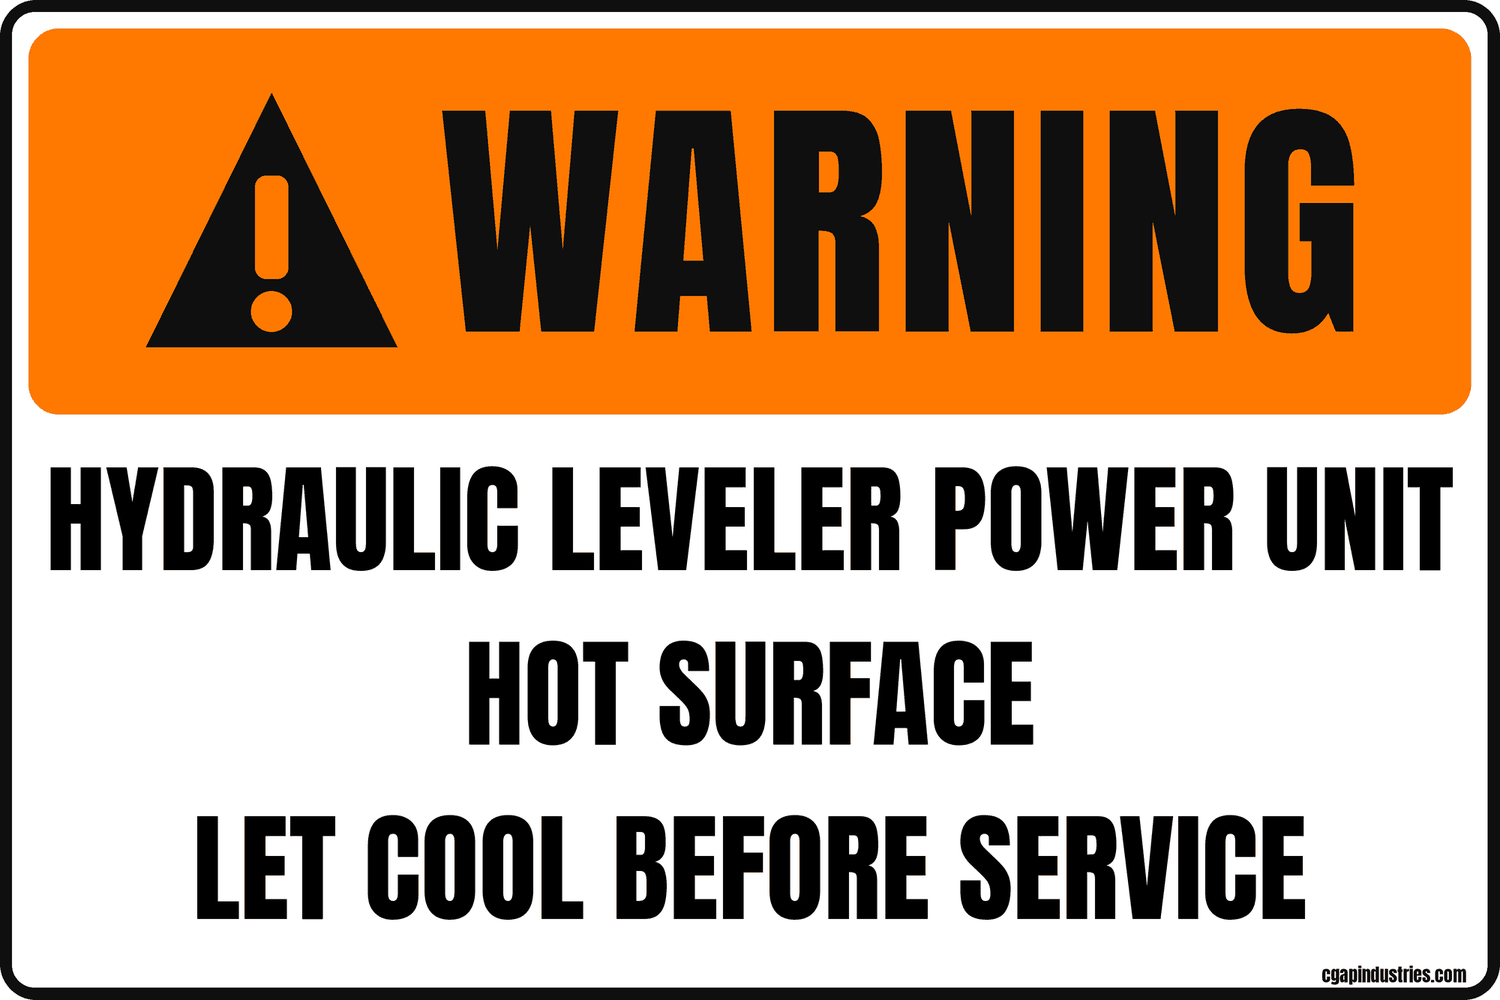 WARNING
HYDRAULIC LEVELER POWER UNIT
HOT SURFACE
LET COOL BEFORE SERVICE
cgapindustries.com